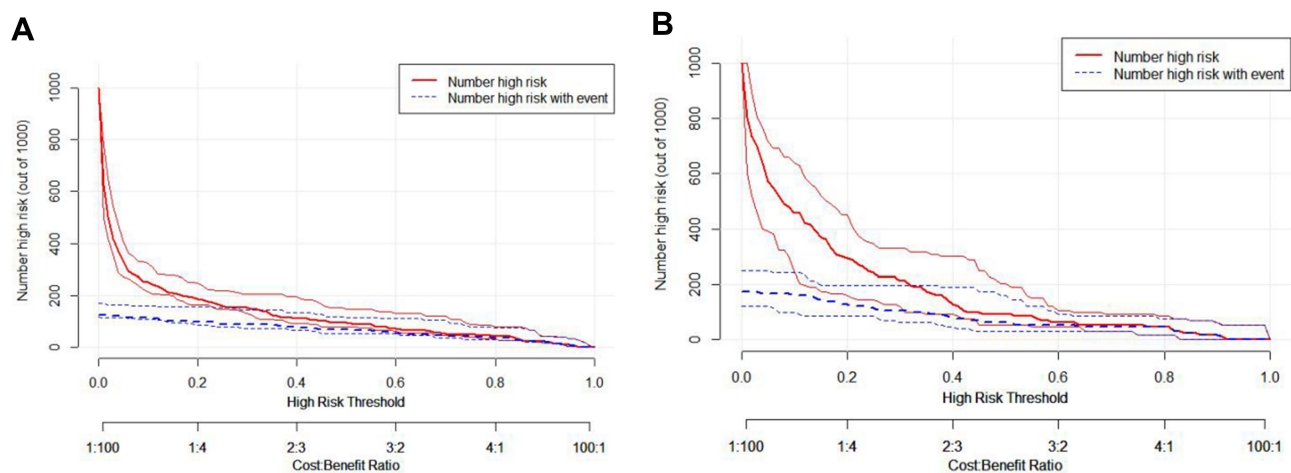 A
Number high risk
Number high risk with event
Number high risk (out of 1000)
1000
800
600
400
200
0
0.0 0.2 0.4 0.6 0.8 1.0
High Risk Threshold
1:100 1:4 2:3 3:2 4:1 100:1
Cost:Benefit Ratio
B
Number high risk
Number high risk with event
Number high risk (out of 1000)
1000
800
600
400
200
0
0.0 0.2 0.4 0.6 0.8 1.0
High Risk Threshold
1:100 1:4 2:3 3:2 4:1 100:1
Cost:Benefit Ratio